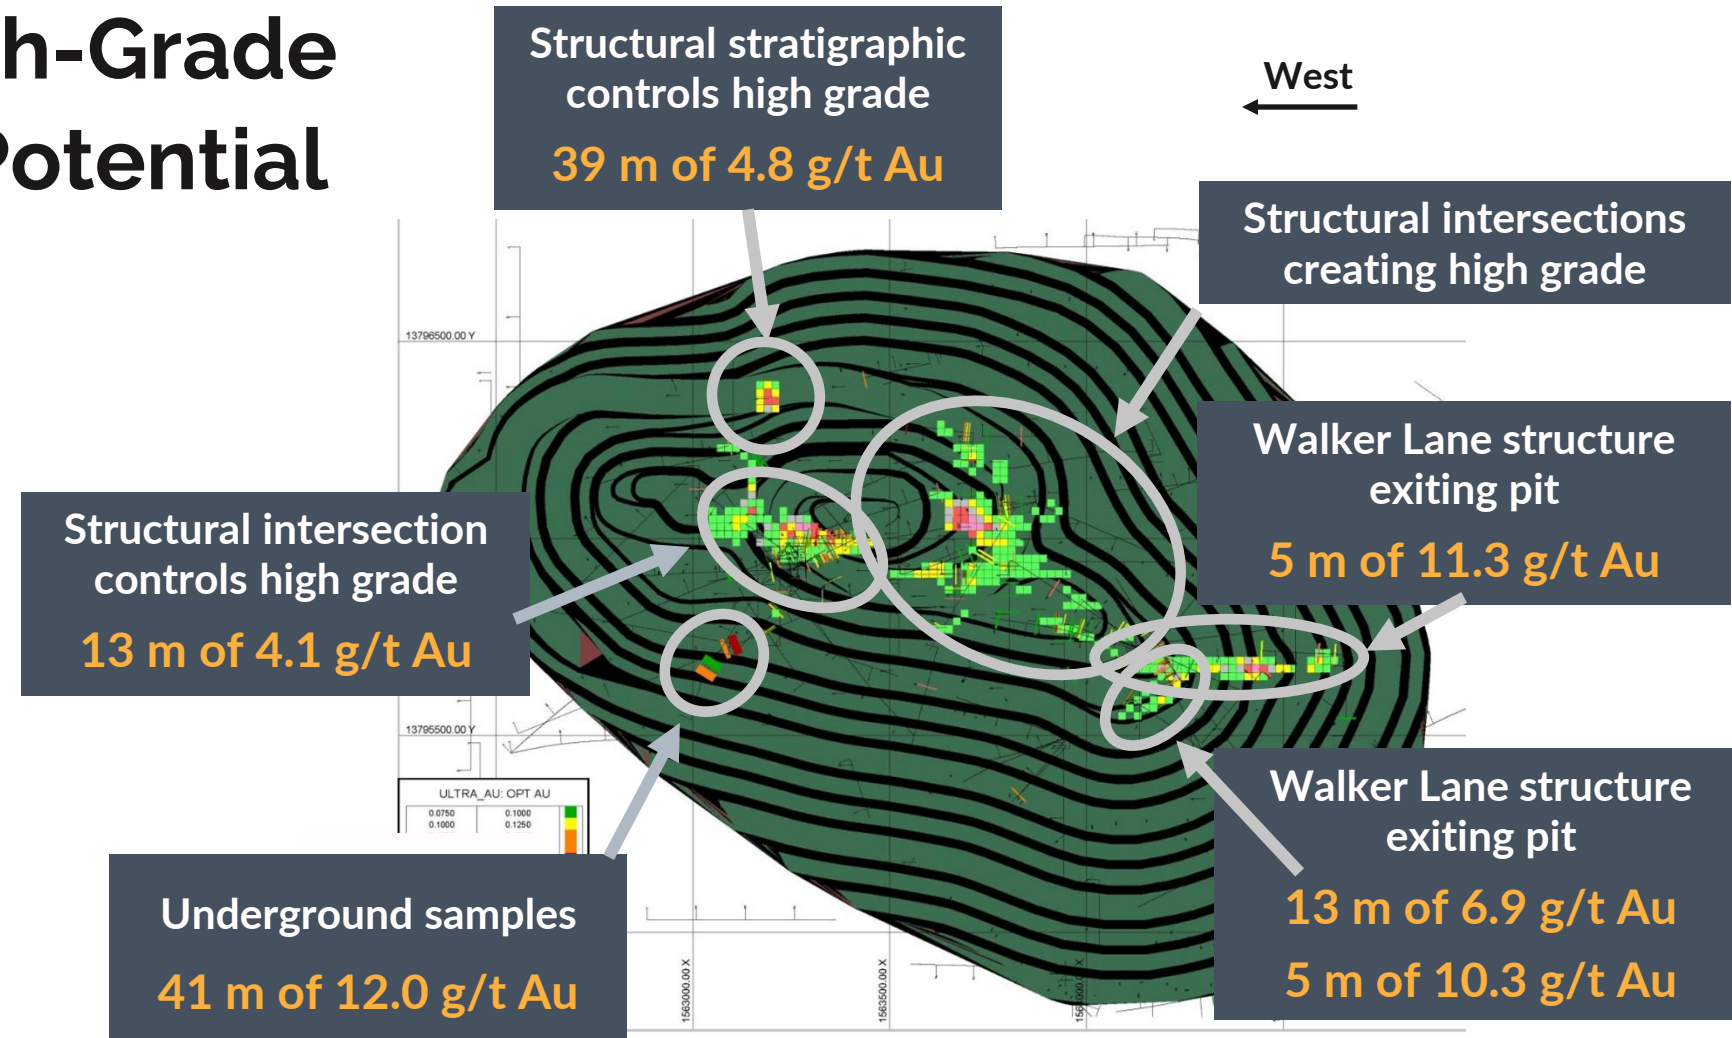 h-Grade
Potential
Structural stratigraphic
controls high grade
39 m of 4.8 g/t Au
West
Structural intersections
creating high grade
13796500.00 Y
Walker Lane structure
exiting pit
5 m of 11.3 g/t Au
Structural intersection
controls high grade
13 m of 4.1 g/t Au
13795500.00 Y
ULTRA_AU: OPT AU
0.0750 0.1000
0.1000 0.1250
Walker Lane structure
exiting pit
13 m of 6.9 g/t Au
5 m of 10.3 g/t Au
Underground samples
41 m of 12.0 g/t Au
1563000.00 X
1563500.00 X